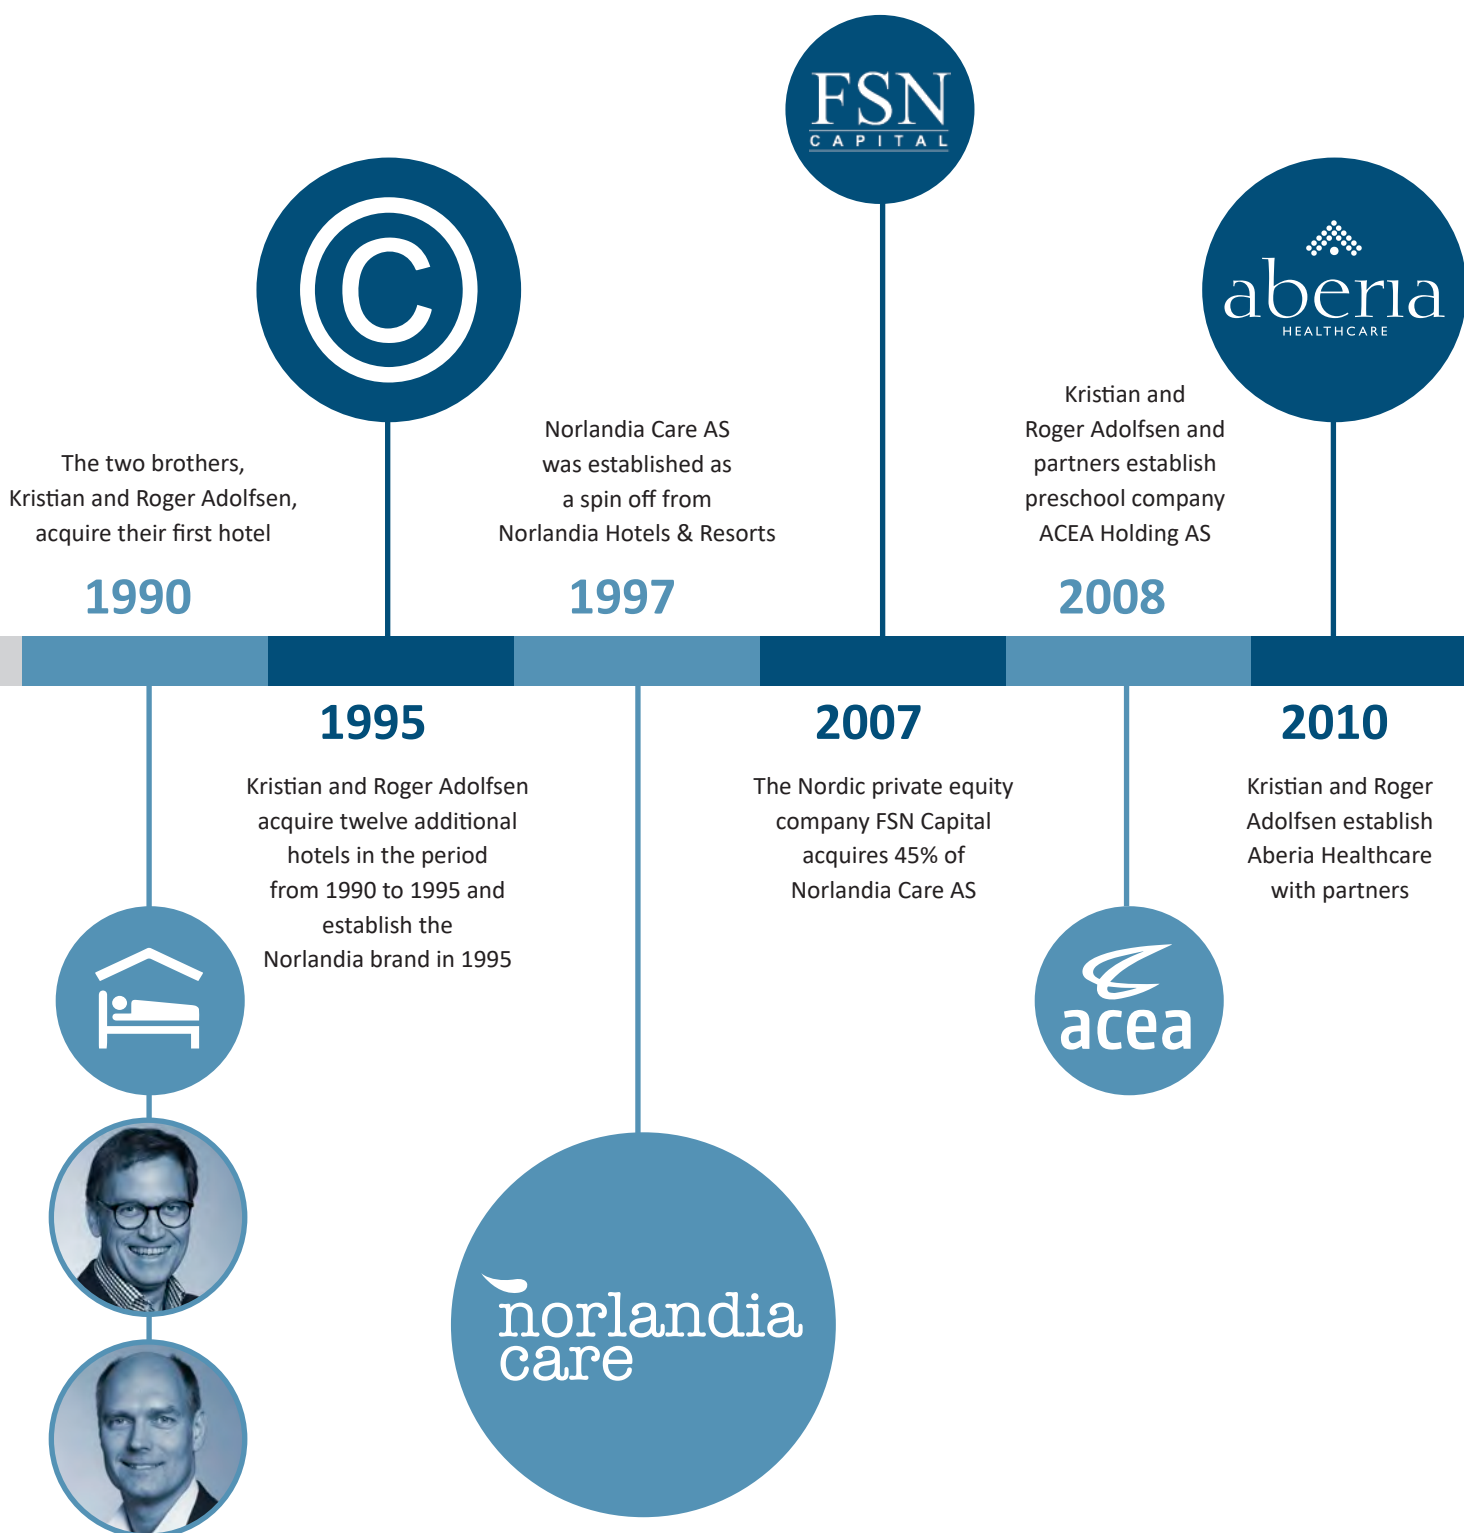 FSN
CAPITAL
©
aberia
HEALTHCARE
The two brothers,
Kristian and Roger Adolfsen,
acquire their first hotel
1990
Norlandia Care AS
was established as
a spin off from
Norlandia Hotels & Resorts
1997
Kristian and
Roger Adolfsen and
partners establish
preschool company
ACEA Holding AS
2008
1995
Kristian and Roger Adolfsen
acquire twelve additional
hotels in the period
from 1990 to 1995 and
establish the
Norlandia brand in 1995
2007
The Nordic private equity
company FSN Capital
acquires 45% of
Norlandia Care AS
2010
Kristian and Roger
Adolfsen establish
Aberia Healthcare
with partners
acea
norlandia
care